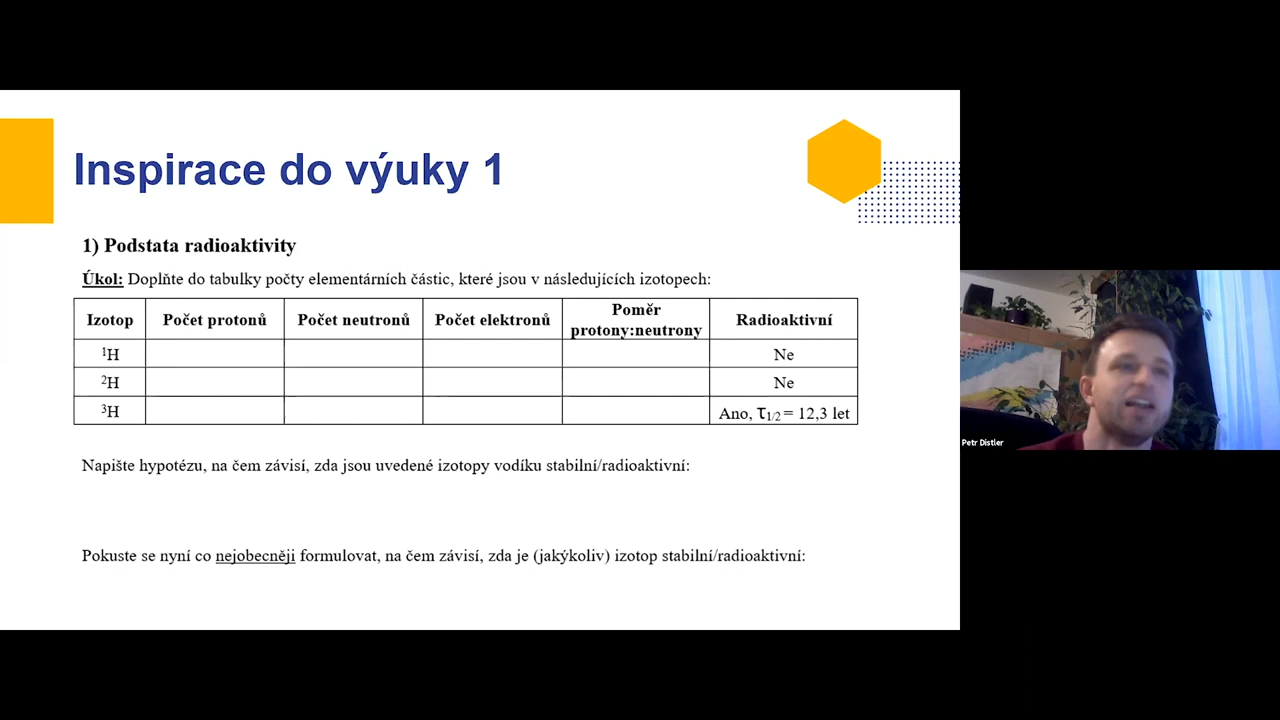 Inspirace do výuky 1
1) Podstata radioaktivity
Úkol: Doplňte do tabulky počty elementárních částic, které jsou v následujících izotopech:
Izotop Počet protonů Počet neutronů Počet elektronů Poměr protony:neutrony Radioaktivní
¹H Ne
²H Ne
³H Ano, τ1/2 = 12,3 let
Napište hypotézu, na čem závisí, zda jsou uvedené izotopy vodíku stabilní/radioaktivní:
Pokuste se nyní co nejobecněji formulovat, na čem závisí, zda je (jakýkoliv) izotop stabilní/radioaktivní:
Petr Distler